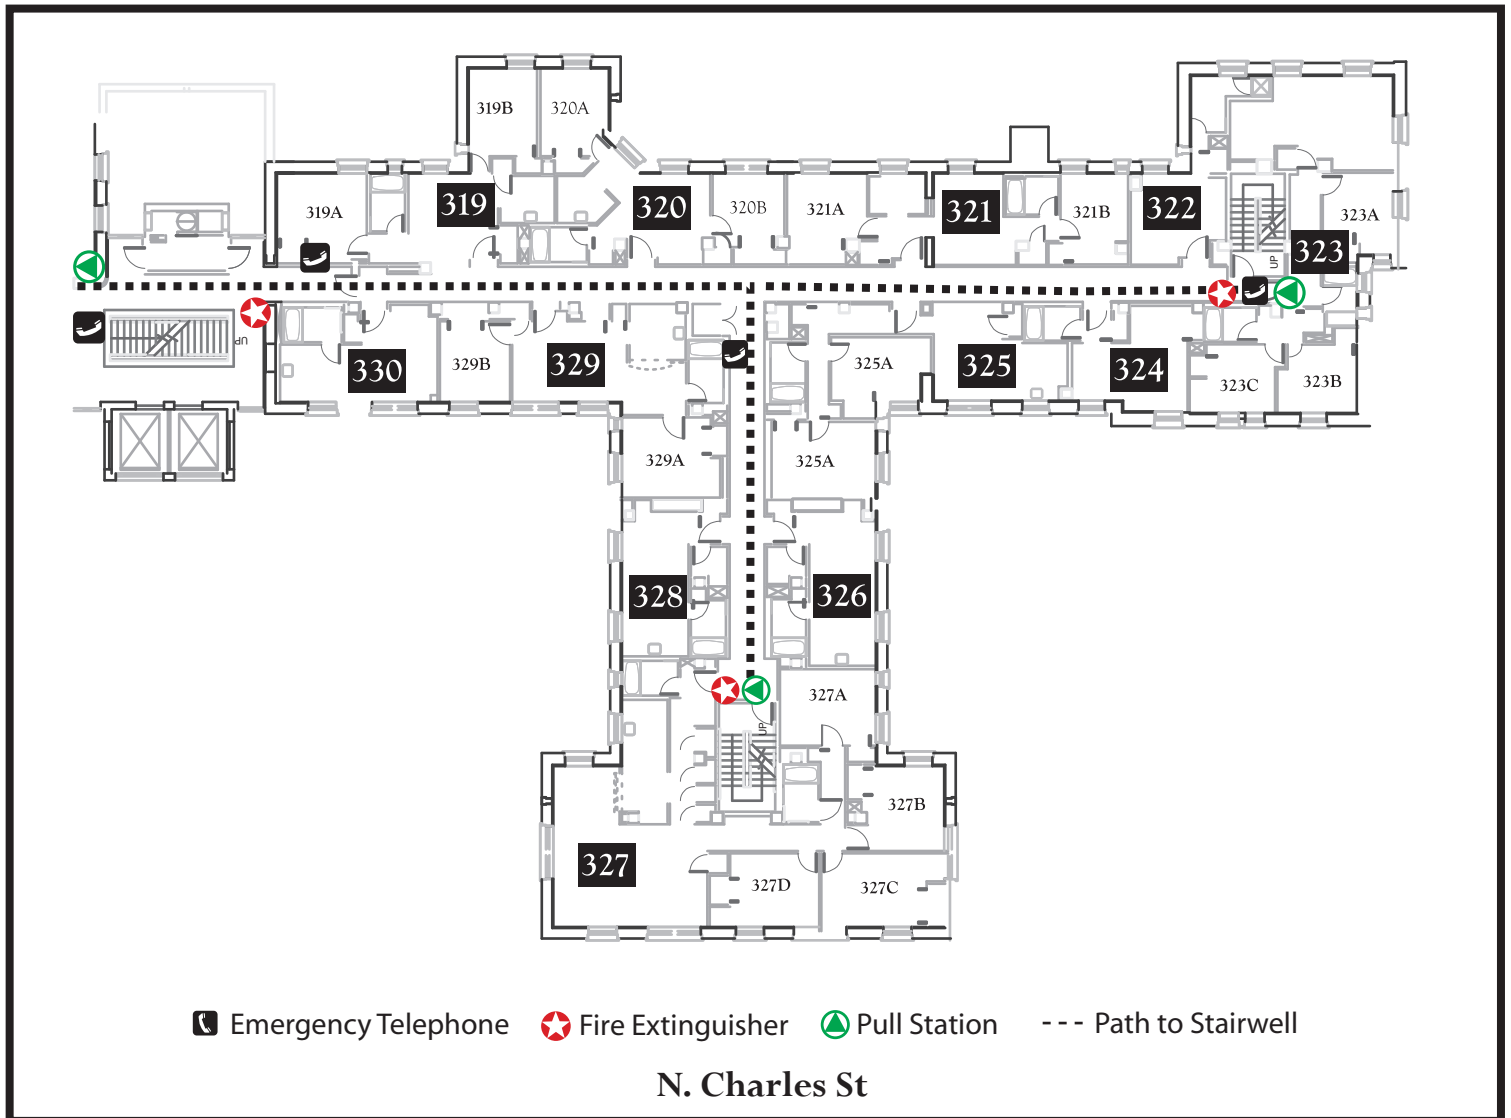 319B
320A
319A
319
320
320B
321A
321
321B
322
323A
323
UP
UP
330
329B
329
325A
325
324
323C
323B
329A
325A
328
326
327A
UP
327B
327
327D
327C
Emergency Telephone
Fire Extinguisher
Pull Station
--- Path to Stairwell
N. Charles St